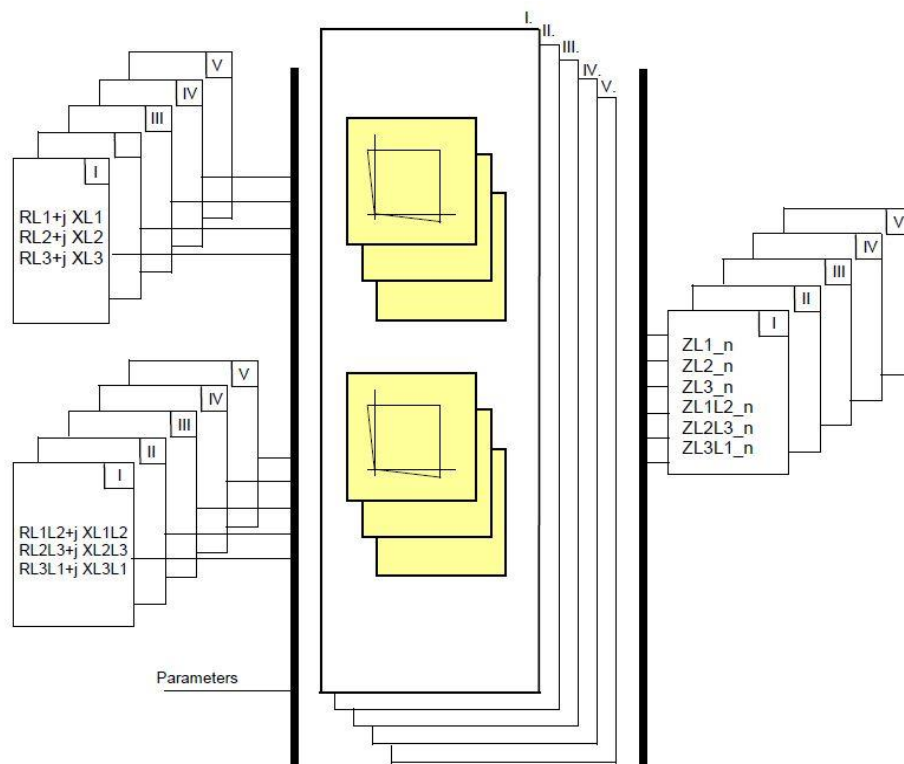 I.
II.
III.
IV.
V.
V
IV
III
I
RL1+j XL1
RL2+j XL2
RL3+j XL3
V
IV
III
II
I
RL1L2+j XL1L2
RL2L3+j XL2L3
RL3L1+j XL3L1
Parameters
V
IV
III
II
I
ZL1_n
ZL2_n
ZL3_n
ZL1L2_n
ZL2L3_n
ZL3L1_n